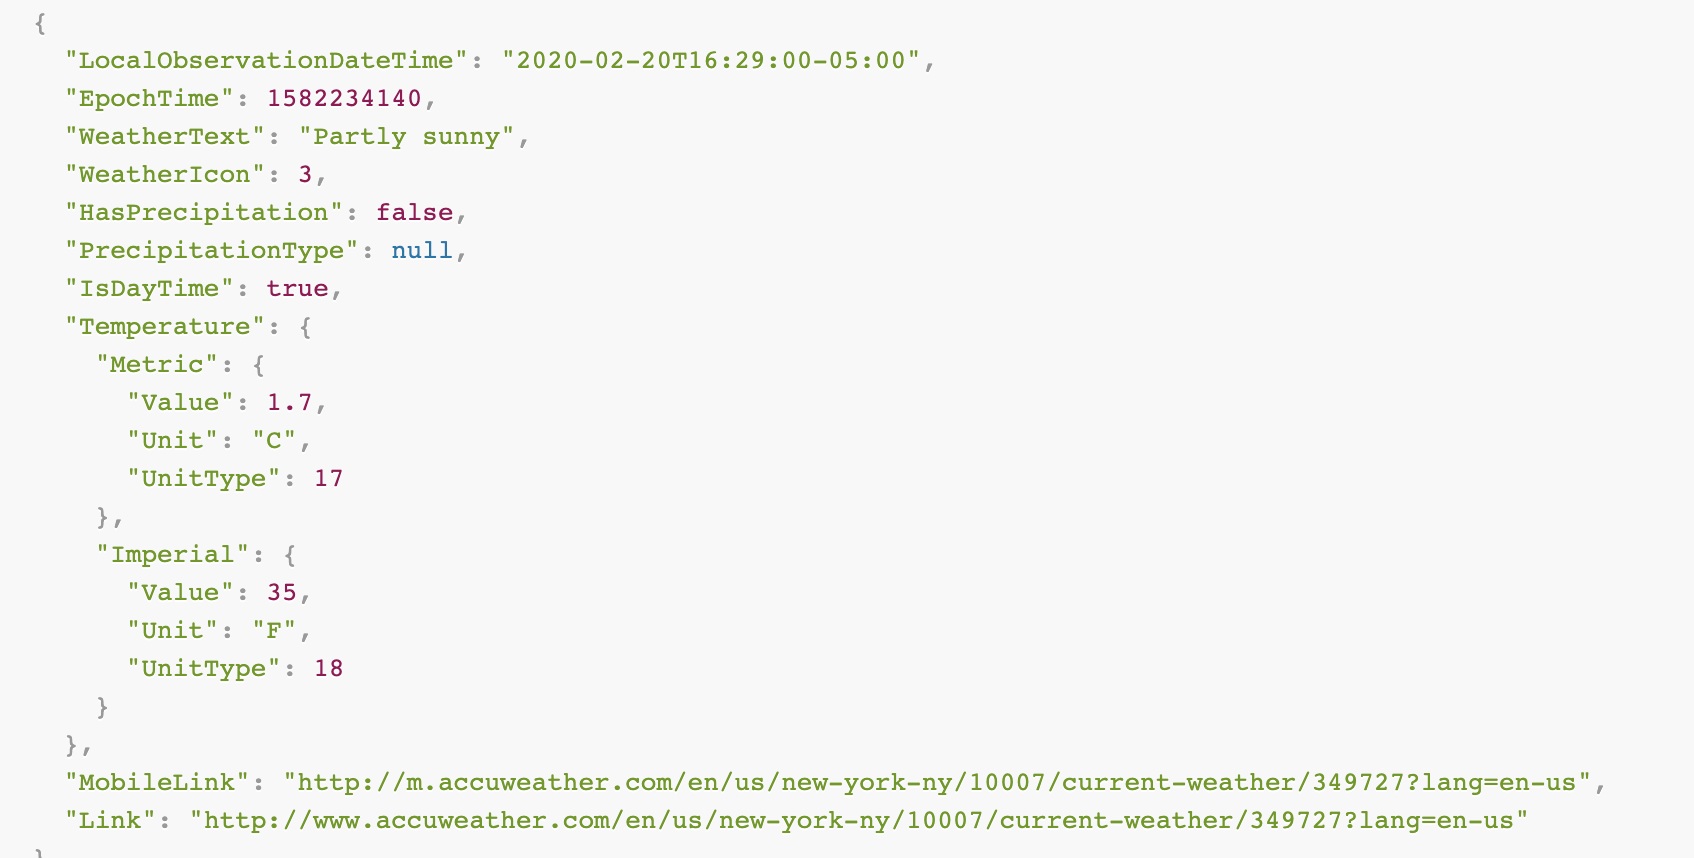 {
"LocalObservationDateTime": "2020-02-20T16:29:00-05:00",
"EpochTime": 1582234140,
"WeatherText": "Partly sunny",
"WeatherIcon": 3,
"HasPrecipitation": false,
"PrecipitationType": null,
"IsDayTime": true,
"Temperature": {
"Metric": {
"Value": 1.7,
"Unit": "C",
"UnitType": 17
},
"Imperial": {
"Value": 35,
"Unit": "F",
"UnitType": 18
}
},
"MobileLink": "http://m.accuweather.com/en/us/new-york-ny/10007/current-weather/349727?lang=en-us",
"Link": "http://www.accuweather.com/en/us/new-york-ny/10007/current-weather/349727?lang=en-us"
}